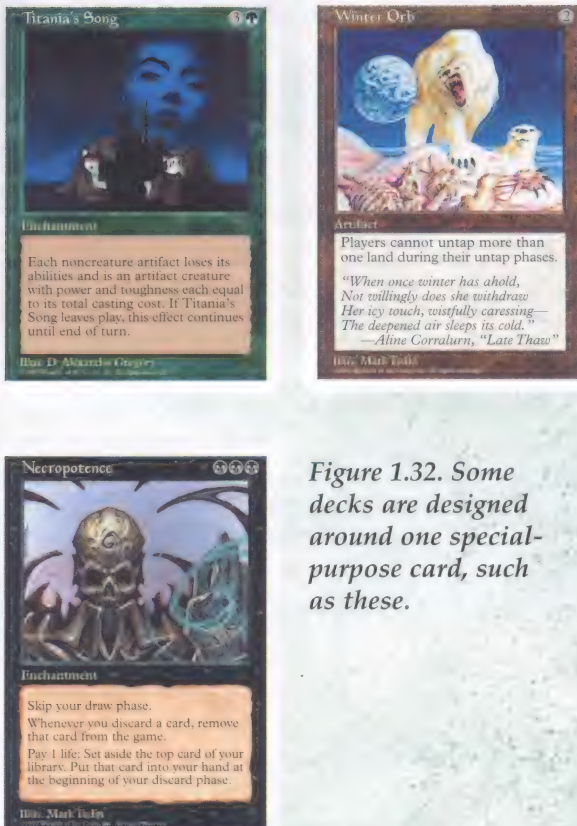 Titania's Song 3
Enchantment
Each noncreature artifact loses its
abilities and is an artifact creature
with power and toughness each equal
to its total casting cost. If Titania's
Song leaves play, this effect continues
until end of turn.
Illus. D. Alexander Gregory
Winter Orb 2
Artifact
Players cannot untap more than
one land during their untap phases.
"When once winter has ahold,
Not willingly does she withdraw
Her icy touch, wistfully caressing—
The deepened air sleeps its cold."
—Aline Corralurn, "Late Thaw"
Illus. Mark Tedin
Necropotence
Enchantment
Skip your draw phase.
Whenever you discard a card, remove
that card from the game.
Pay 1 life: Set aside the top card of your
library. Put that card into your hand at
the beginning of your discard phase.
Illus. Mark Tedin
Figure 1.32. Some
decks are designed
around one special-
purpose card, such
as these.